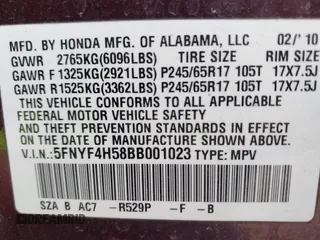 MFD. BY HONDA MFG. OF ALABAMA, LLC 02/'10
GVWR 2765KG(6096LBS) TIRE SIZE RIM SIZE
GAWR F1325KG(2921LBS) P245/65R17 105T 17X7.5J
GAWR R1525KG(3362LBS) P245/65R17 105T 17X7.5J
THIS VEHICLE CONFORMS TO ALL APPLICABLE
FEDERAL MOTOR VEHICLE SAFETY AND
THEFT PREVENTION STANDARDS IN EFFECT
ON THE DATE OF MANUFACTURE SHOWN ABOVE.
V.I.N.: 5FNYF4H58BB001023 TYPE: MPV
SZA B AC7 -R529P -F -B